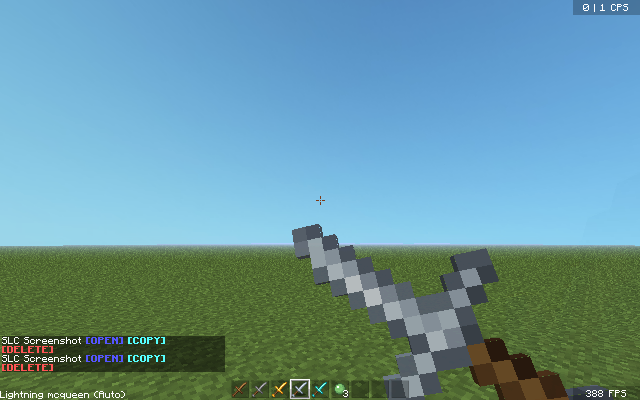 0 | 1 CPS
SLC Screenshot [OPEN] [COPY]
[DELETE]
SLC Screenshot [OPEN] [COPY]
[DELETE]
3
Lightning mcqueen (Auto)
388 FPS